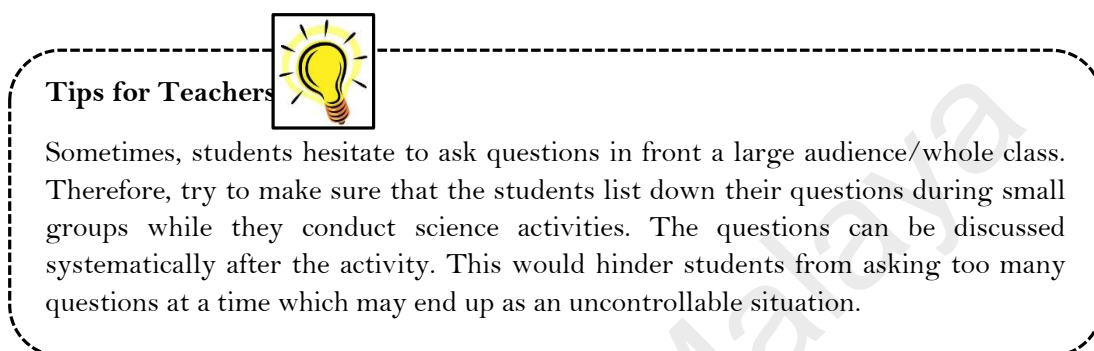 Tips for Teachers
Sometimes, students hesitate to ask questions in front a large audience/whole class.
Therefore, try to make sure that the students list down their questions during small
groups while they conduct science activities. The questions can be discussed
systematically after the activity. This would hinder students from asking too many
questions at a time which may end up as an uncontrollable situation.
Malaya